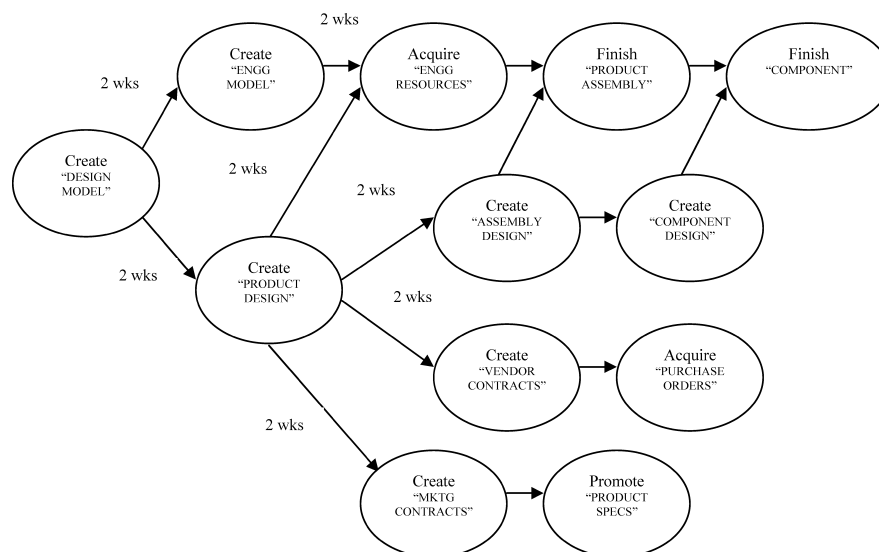 2 wks
Create
“ENGG
MODEL”
Acquire
“ENGG
RESOURCES”
Finish
“PRODUCT
ASSEMBLY”
Finish
“COMPONENT”
2 wks
Create
“DESIGN
MODEL”
2 wks
2 wks
Create
“ASSEMBLY
DESIGN”
Create
“COMPONENT
DESIGN”
2 wks
Create
“PRODUCT
DESIGN”
2 wks
Create
“VENDOR
CONTRACTS”
Acquire
“PURCHASE
ORDERS”
2 wks
Create
“MKTG
CONTRACTS”
Promote
“PRODUCT
SPECS”